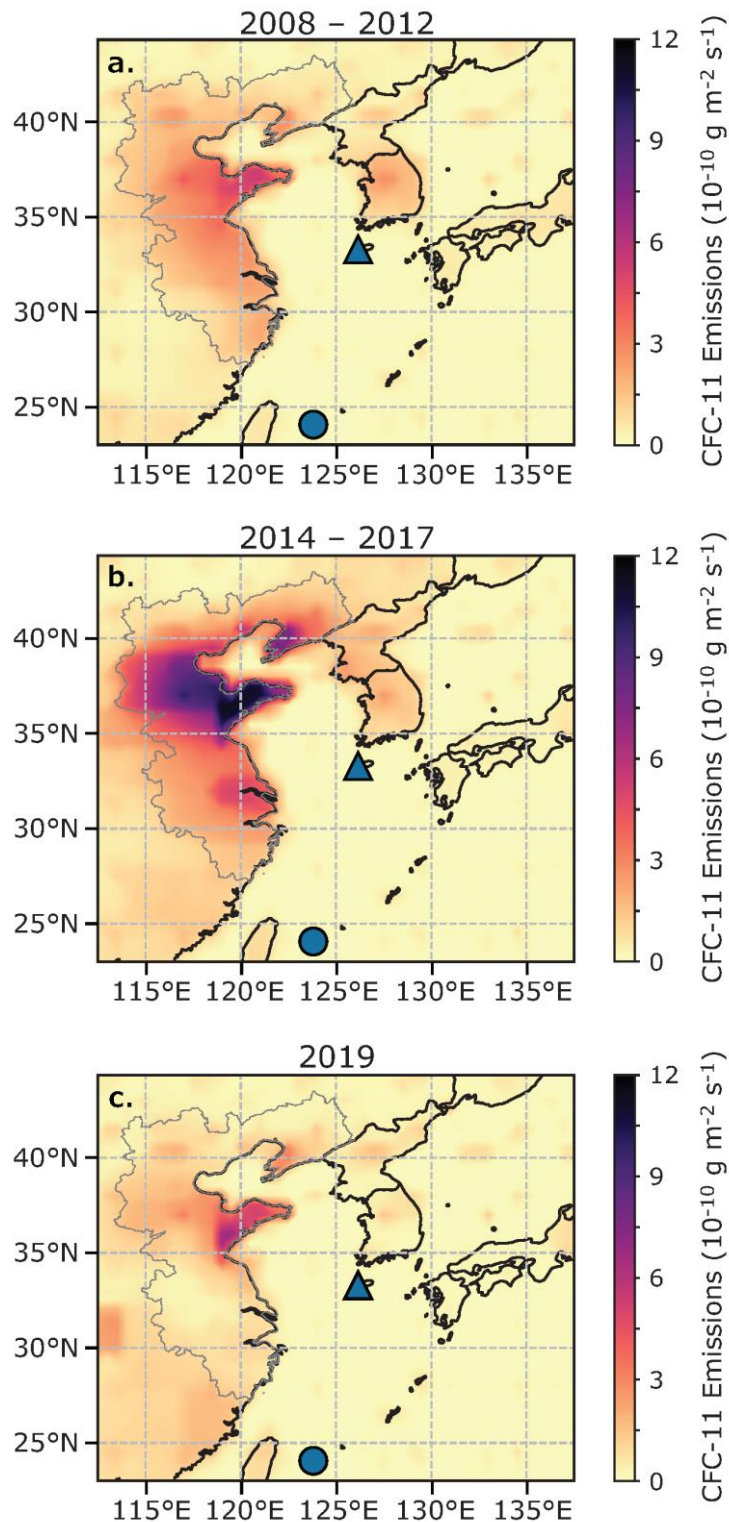 2008 – 2012
a.
40°N
35°N
30°N
25°N
115°E 120°E 125°E 130°E 135°E
12
9
6
3
0
CFC-11 Emissions (10⁻¹⁰ g m⁻² s⁻¹)
2014 – 2017
b.
40°N
35°N
30°N
25°N
115°E 120°E 125°E 130°E 135°E
12
9
6
3
0
CFC-11 Emissions (10⁻¹⁰ g m⁻² s⁻¹)
2019
c.
40°N
35°N
30°N
25°N
115°E 120°E 125°E 130°E 135°E
12
9
6
3
0
CFC-11 Emissions (10⁻¹⁰ g m⁻² s⁻¹)